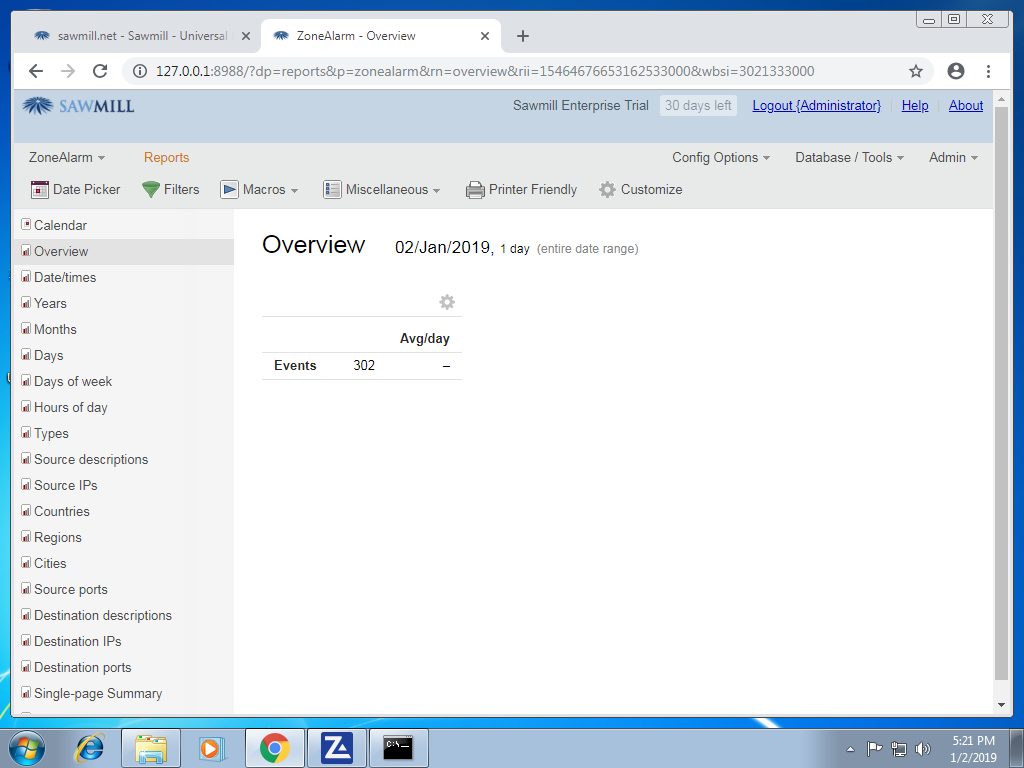 sawmill.net - Sawmill - Universal
ZoneAlarm - Overview
127.0.0.1:8988/?dp=reports&p=zonealarm&rn=overview&rii=15464676653162533000&wbsi=3021333000
SAWMILL
Sawmill Enterprise Trial 30 days left Logout {Administrator} Help About
ZoneAlarm Reports Config Options Database / Tools Admin
Date Picker Filters Macros Miscellaneous Printer Friendly Customize
Calendar
Overview
Date/times
Years
Months
Days
Days of week
Hours of day
Types
Source descriptions
Source IPs
Countries
Regions
Cities
Source ports
Destination descriptions
Destination IPs
Destination ports
Single-page Summary
Overview 02/Jan/2019, 1 day (entire date range)
Avg/day
Events 302 –
C:\
5:21 PM
1/2/2019